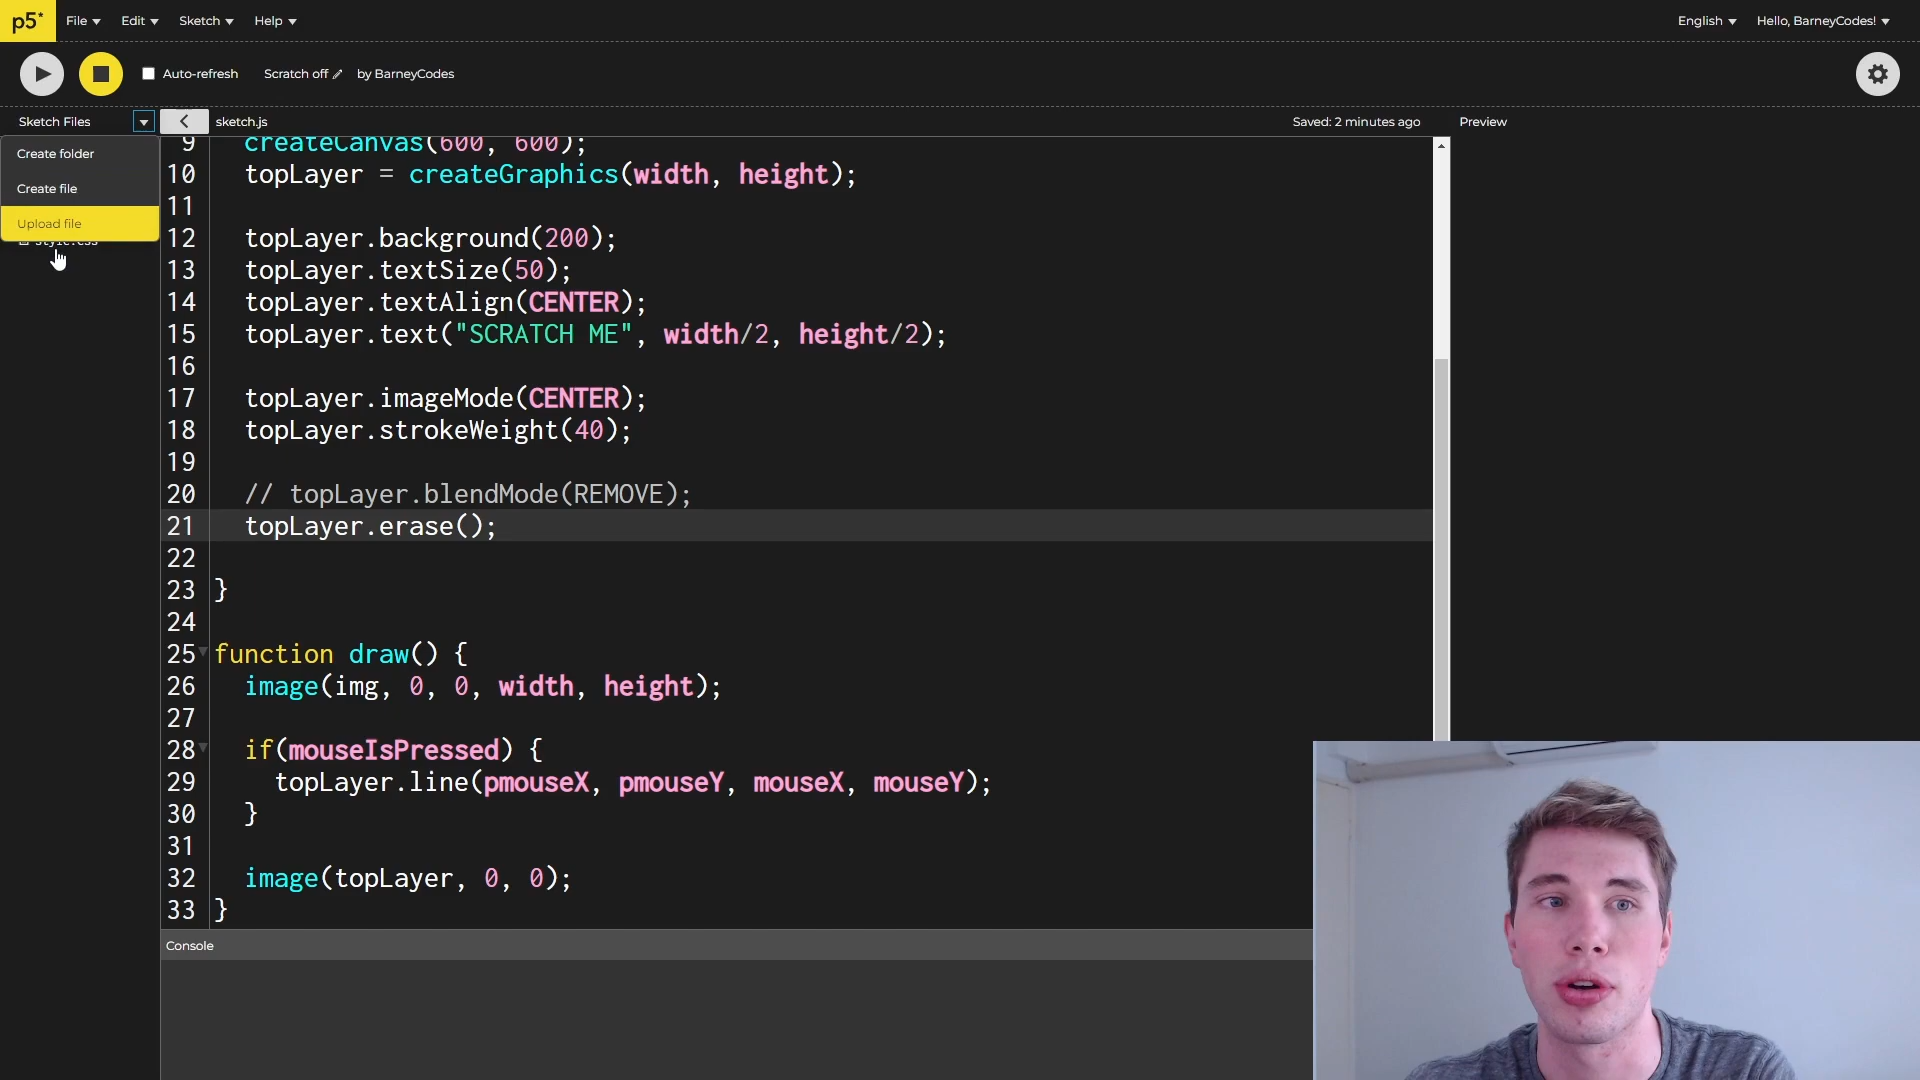 p5* File Edit Sketch Help English Hello, BarneyCodes!
Auto-refresh Scratch off by BarneyCodes
Sketch Files sketch.js Saved: 2 minutes ago Preview
Create folder
Create file
Upload file
style.css
9 createCanvas(600, 600);
10 topLayer = createGraphics(width, height);
11
12 topLayer.background(200);
13 topLayer.textSize(50);
14 topLayer.textAlign(CENTER);
15 topLayer.text("SCRATCH ME", width/2, height/2);
16
17 topLayer.imageMode(CENTER);
18 topLayer.strokeWeight(40);
19
20 // topLayer.blendMode(REMOVE);
21 topLayer.erase();
22
23 }
24
25 function draw() {
26 image(img, 0, 0, width, height);
27
28 if(mouseIsPressed) {
29 topLayer.line(pmouseX, pmouseY, mouseX, mouseY);
30 }
31
32 image(topLayer, 0, 0);
33 }
Console